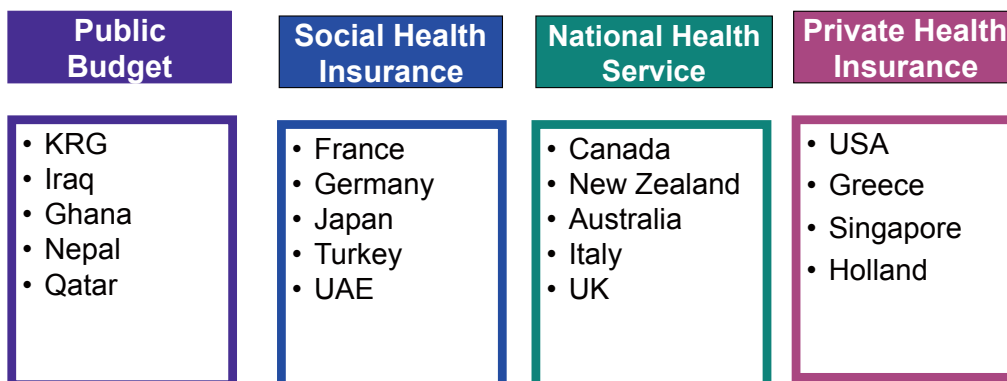 Public
Budget
• KRG
• Iraq
• Ghana
• Nepal
• Qatar
Social Health
Insurance
• France
• Germany
• Japan
• Turkey
• UAE
National Health
Service
• Canada
• New Zealand
• Australia
• Italy
• UK
Private Health
Insurance
• USA
• Greece
• Singapore
• Holland